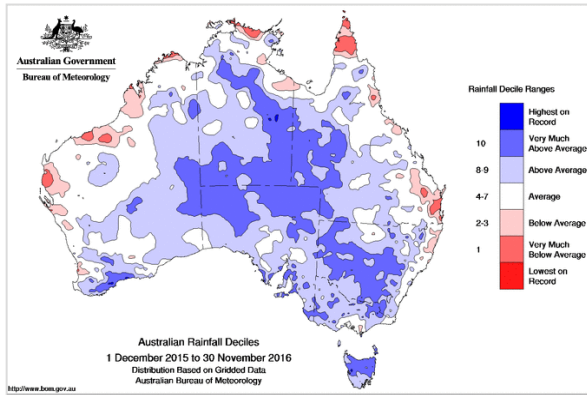 Australian Government
Bureau of Meteorology
Rainfall Decile Ranges
Highest on
Record
10
Very Much
Above Average
8-9
Above Average
4-7
Average
2-3
Below Average
1
Very Much
Below Average
Lowest on
Record
Australian Rainfall Deciles
1 December 2015 to 30 November 2016
Distribution Based on Gridded Data
Australian Bureau of Meteorology
http://www.bom.gov.au